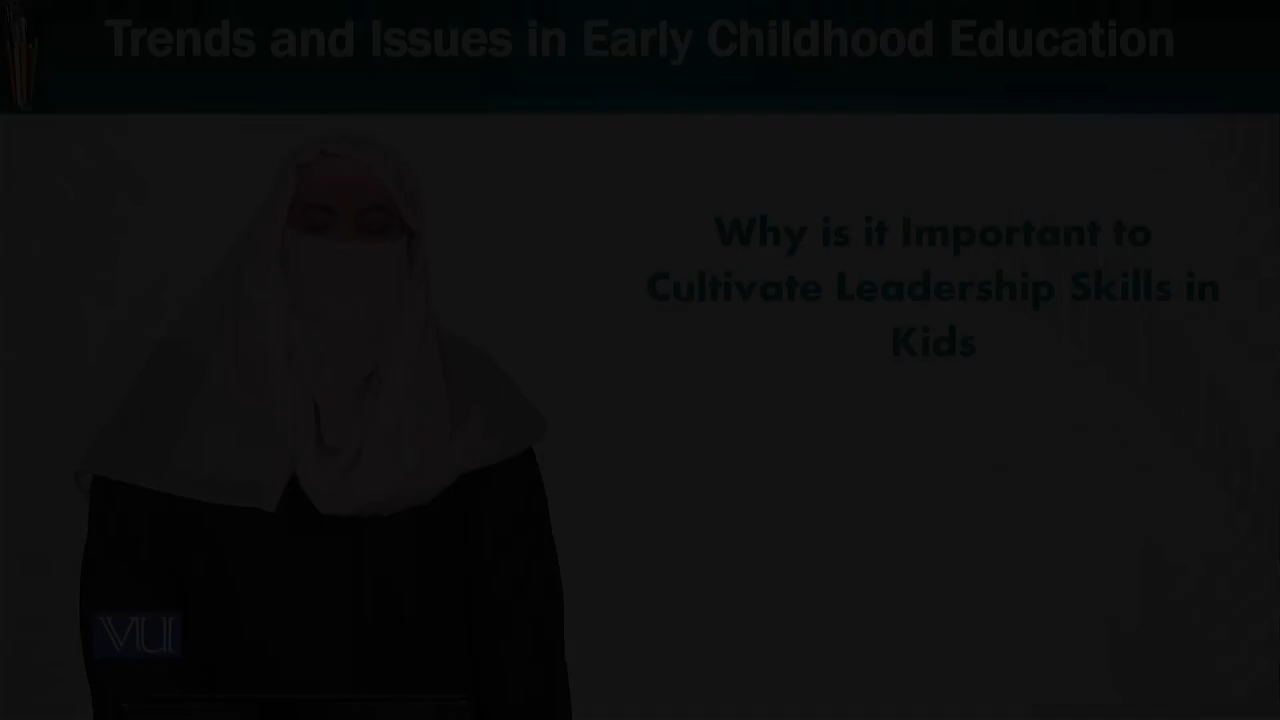 Trends and Issues in Early Childhood Education
Why is it Important to
Cultivate Leadership Skills in
Kids
VU